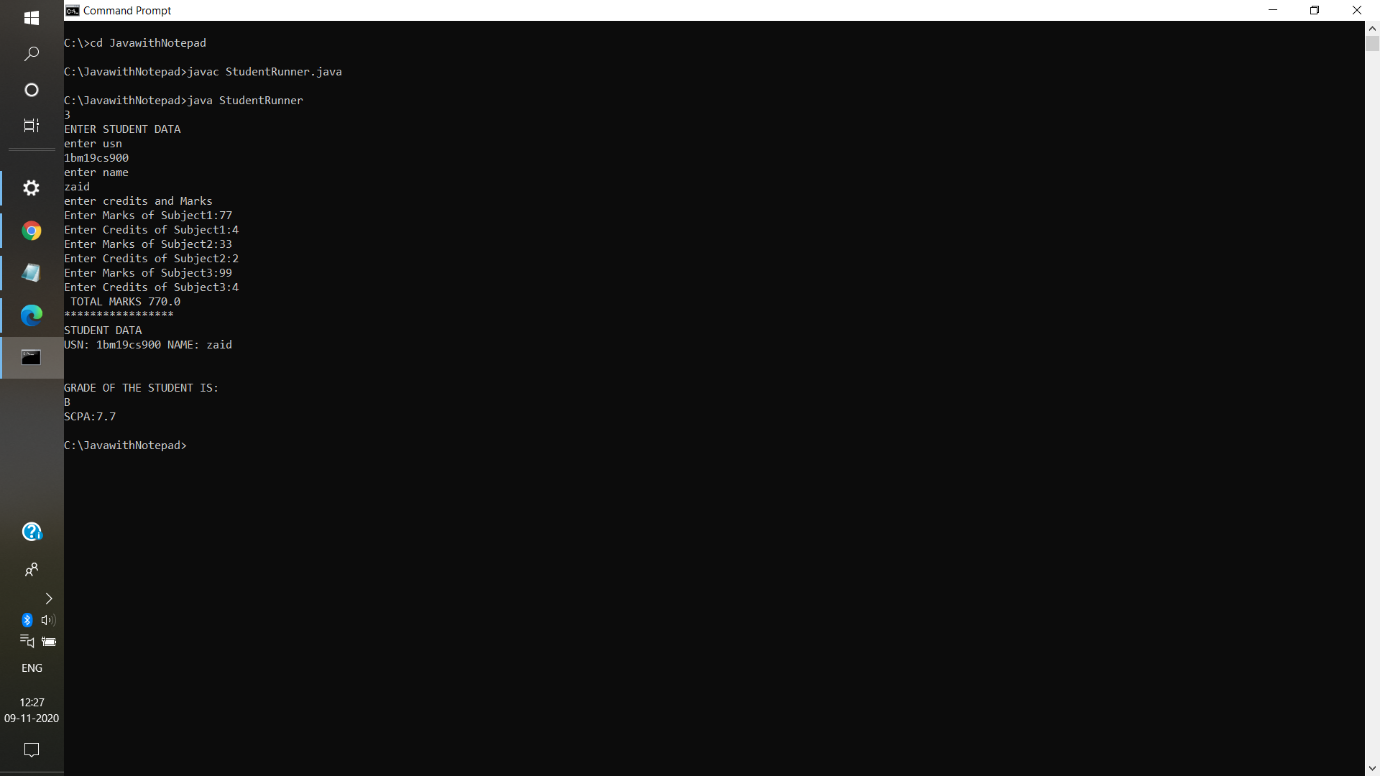 Command Prompt
C:\>cd JavawithNotepad
C:\JavawithNotepad>javac StudentRunner.java
C:\JavawithNotepad>java StudentRunner
3
ENTER STUDENT DATA
enter usn
1bm19cs900
enter name
zaid
enter credits and Marks
Enter Marks of Subject1:77
Enter Credits of Subject1:4
Enter Marks of Subject2:33
Enter Credits of Subject2:2
Enter Marks of Subject3:99
Enter Credits of Subject3:4
TOTAL MARKS 770.0
*****************
STUDENT DATA
USN: 1bm19cs900 NAME: zaid
GRADE OF THE STUDENT IS:
B
SCPA:7.7
C:\JavawithNotepad>
ENG
12:27
09-11-2020